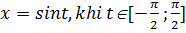 x = sint, khi t ∈[-π/2 ; π/2]